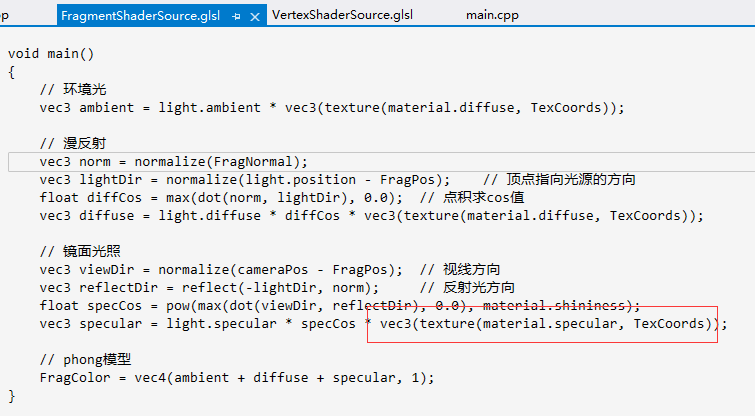 p FragmentShaderSource.glsl VertexShaderSource.glsl main.cpp
void main()
{
    // 环境光
    vec3 ambient = light.ambient * vec3(texture(material.diffuse, TexCoords));

    // 漫反射
    vec3 norm = normalize(FragNormal);
    vec3 lightDir = normalize(light.position - FragPos);    // 顶点指向光源的方向
    float diffCos = max(dot(norm, lightDir), 0.0);  // 点积求cos值
    vec3 diffuse = light.diffuse * diffCos * vec3(texture(material.diffuse, TexCoords));

    // 镜面光照
    vec3 viewDir = normalize(cameraPos - FragPos);  // 视线方向
    vec3 reflectDir = reflect(-lightDir, norm);     // 反射光方向
    float specCos = pow(max(dot(viewDir, reflectDir), 0.0), material.shininess);
    vec3 specular = light.specular * specCos * vec3(texture(material.specular, TexCoords));

    // phong模型
    FragColor = vec4(ambient + diffuse + specular, 1);
}